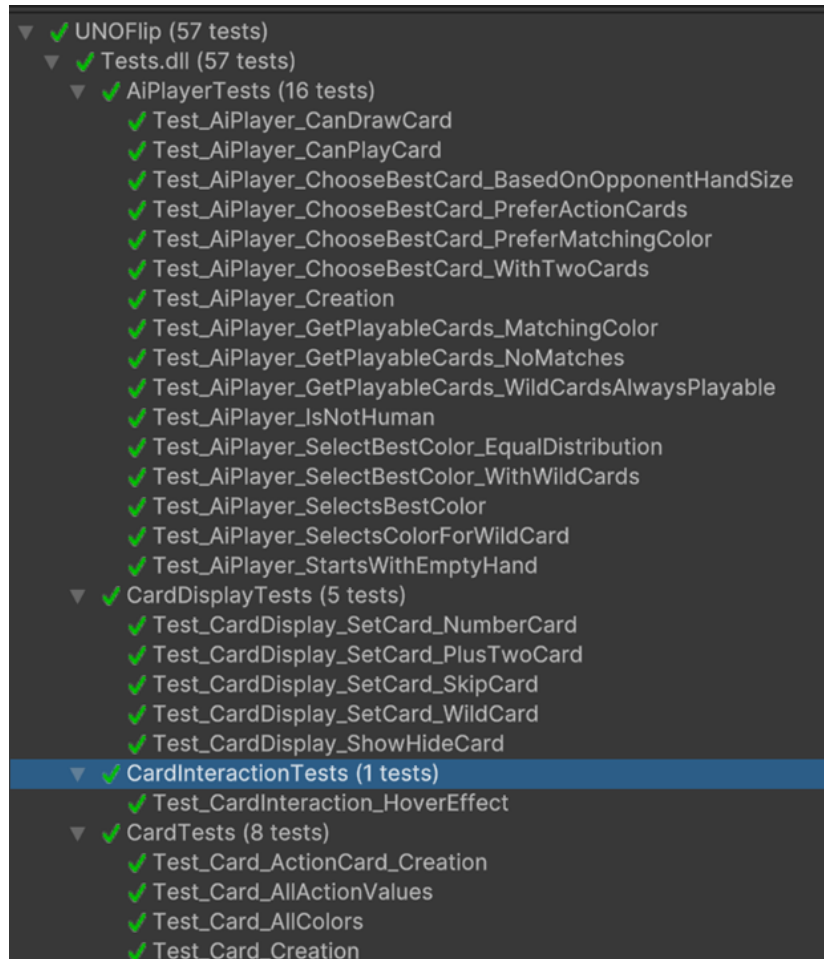 UNOFlip (57 tests)
Tests.dll (57 tests)
AiPlayerTests (16 tests)
Test_AiPlayer_CanDrawCard
Test_AiPlayer_CanPlayCard
Test_AiPlayer_ChooseBestCard_BasedOnOpponentHandSize
Test_AiPlayer_ChooseBestCard_PreferActionCards
Test_AiPlayer_ChooseBestCard_PreferMatchingColor
Test_AiPlayer_ChooseBestCard_WithTwoCards
Test_AiPlayer_Creation
Test_AiPlayer_GetPlayableCards_MatchingColor
Test_AiPlayer_GetPlayableCards_NoMatches
Test_AiPlayer_GetPlayableCards_WildCardsAlwaysPlayable
Test_AiPlayer_IsNotHuman
Test_AiPlayer_SelectBestColor_EqualDistribution
Test_AiPlayer_SelectBestColor_WithWildCards
Test_AiPlayer_SelectsBestColor
Test_AiPlayer_SelectsColorForWildCard
Test_AiPlayer_StartsWithEmptyHand
CardDisplayTests (5 tests)
Test_CardDisplay_SetCard_NumberCard
Test_CardDisplay_SetCard_PlusTwoCard
Test_CardDisplay_SetCard_SkipCard
Test_CardDisplay_SetCard_WildCard
Test_CardDisplay_ShowHideCard
CardInteractionTests (1 tests)
Test_CardInteraction_HoverEffect
CardTests (8 tests)
Test_Card_ActionCard_Creation
Test_Card_AllActionValues
Test_Card_AllColors
Test_Card_Creation